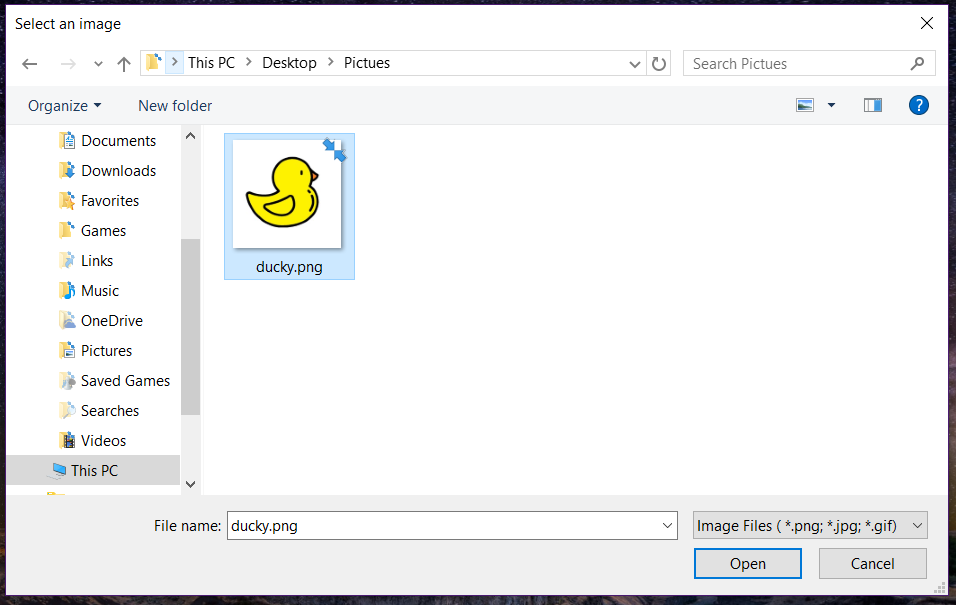 Select an image
This PC Desktop Pictues
Search Pictues
Organize New folder
?
Documents
Downloads
Favorites
Games
Links
Music
OneDrive
Pictures
Saved Games
Searches
Videos
This PC
ducky.png
File name: ducky.png
Image Files ( *.png; *.jpg; *.gif)
Open Cancel